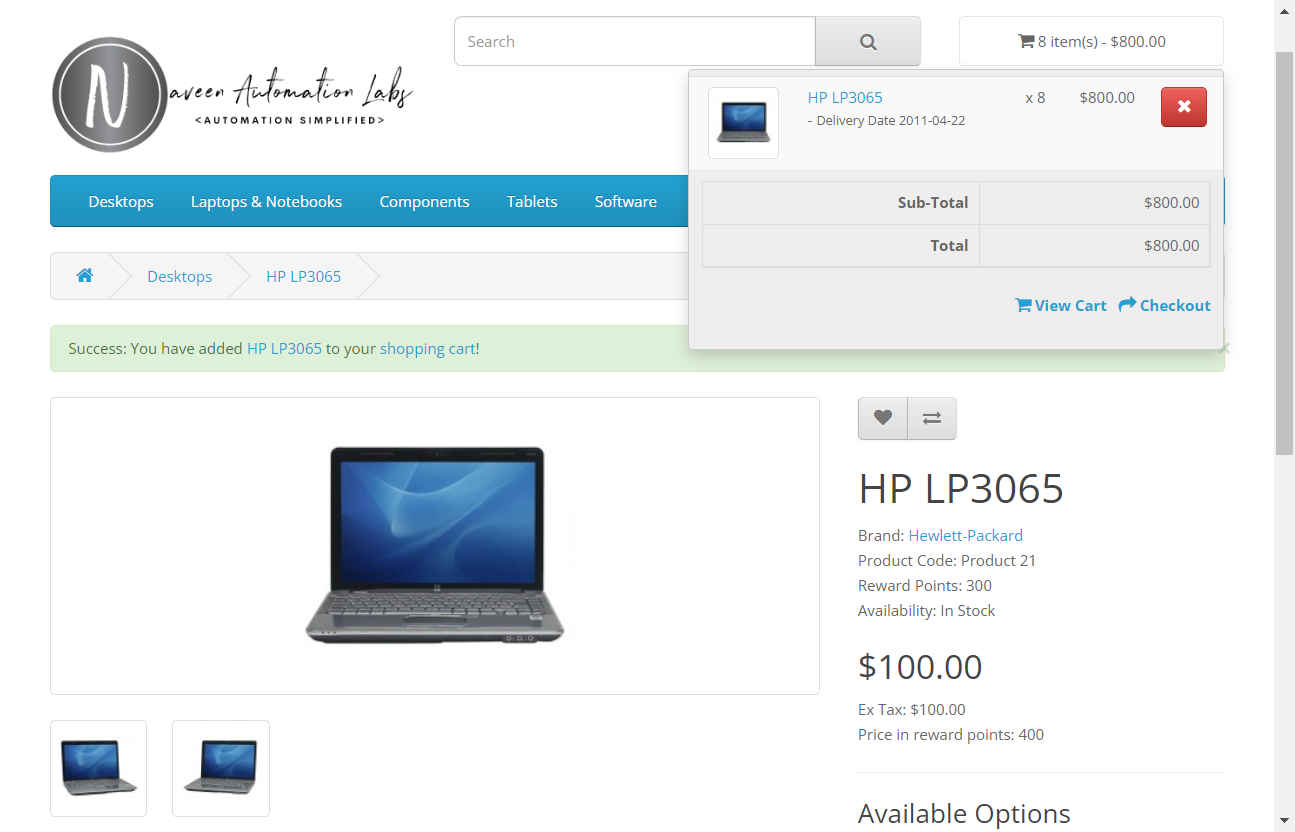 Naveen Automation Labs
<AUTOMATION SIMPLIFIED>
Search
8 item(s) - $800.00
HP LP3065 x 8 $800.00
- Delivery Date 2011-04-22
Sub-Total $800.00
Total $800.00
View Cart Checkout
Desktops Laptops & Notebooks Components Tablets Software
Desktops HP LP3065
Success: You have added HP LP3065 to your shopping cart!
HP LP3065
Brand: Hewlett-Packard
Product Code: Product 21
Reward Points: 300
Availability: In Stock
$100.00
Ex Tax: $100.00
Price in reward points: 400
Available Options